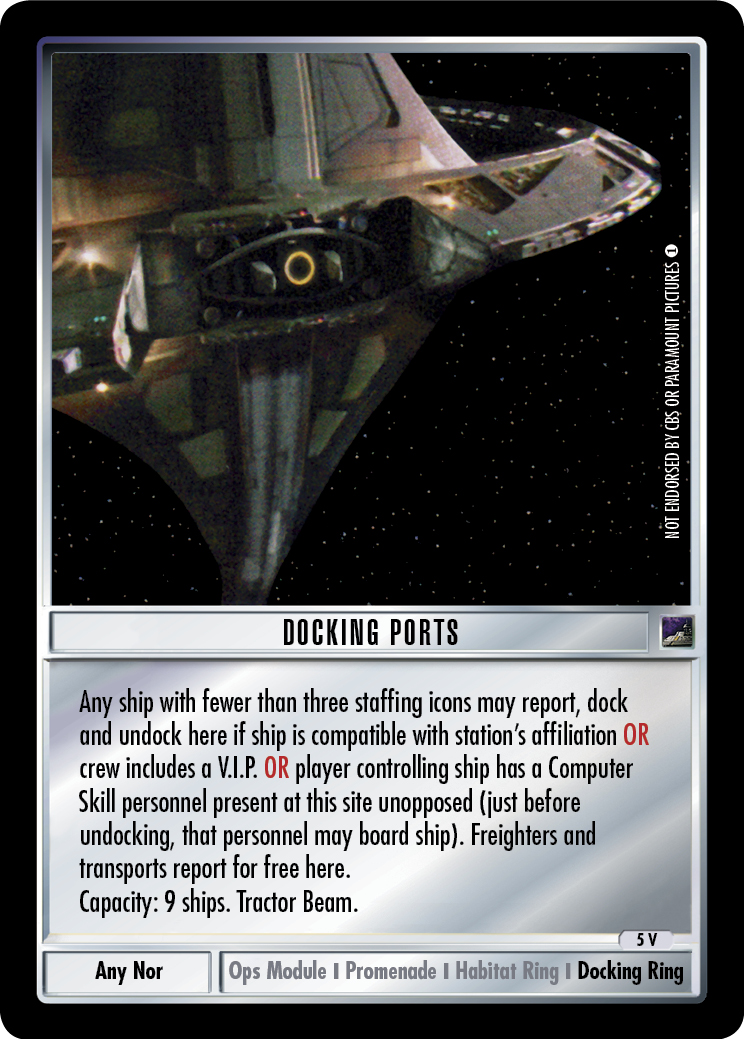 NOT ENDORSED BY CBS OR PARAMOUNT PICTURES 1
DOCKING PORTS
Any ship with fewer than three staffing icons may report, dock
and undock here if ship is compatible with station's affiliation OR
crew includes a V.I.P. OR player controlling ship has a Computer
Skill personnel present at this site unopposed (just before
undocking, that personnel may board ship). Freighters and
transports report for free here.
Capacity: 9 ships. Tractor Beam.
5 V
Any Nor
Ops Module I Promenade I Habitat Ring I Docking Ring